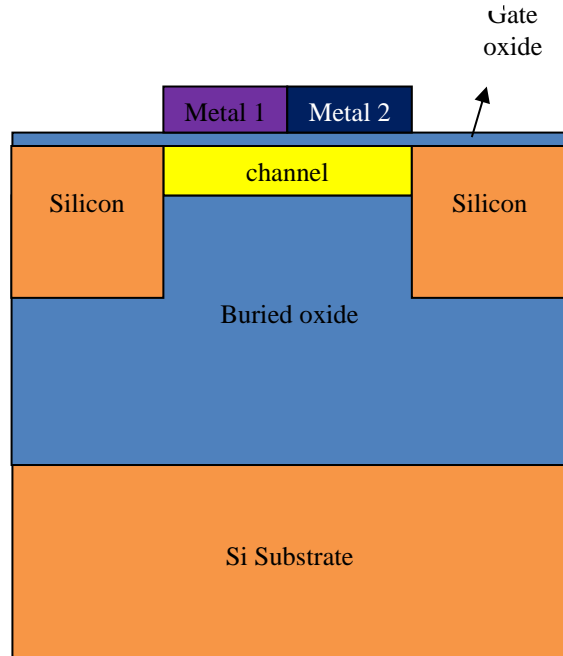 Gate
oxide
Metal 1
Metal 2
channel
Silicon
Silicon
Buried oxide
Si Substrate